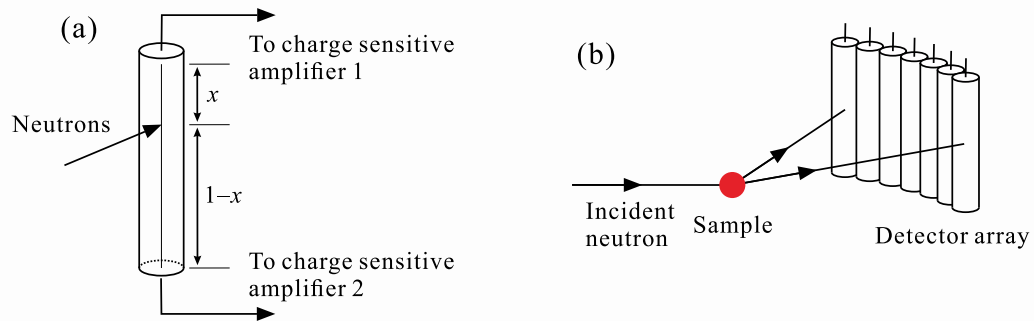 (a)
To charge sensitive
amplifier 1
x
Neutrons
1–x
To charge sensitive
amplifier 2
(b)
Incident
neutron
Sample
Detector array